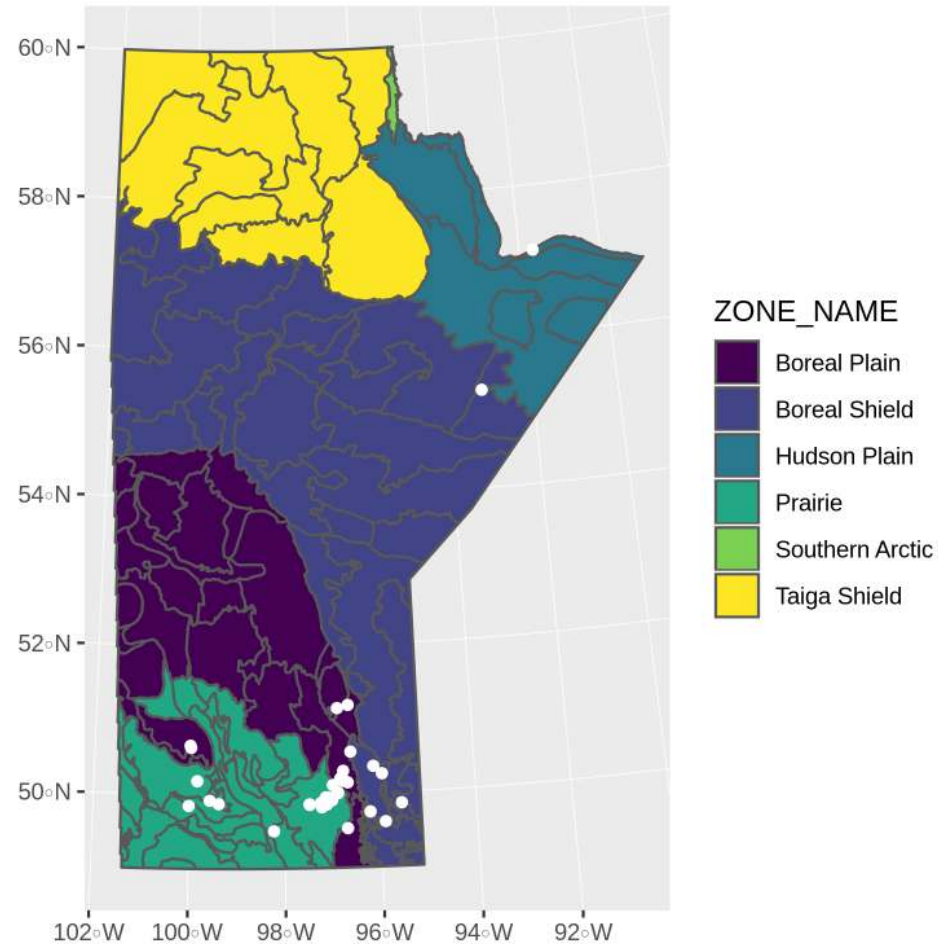 60○N
58○N
56○N
54○N
52○N
50○N
102○W 100○W 98○W 96○W 94○W 92○W
ZONE_NAME
Boreal Plain
Boreal Shield
Hudson Plain
Prairie
Southern Arctic
Taiga Shield